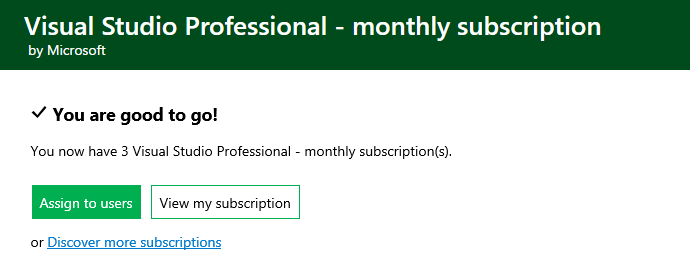 Visual Studio Professional - monthly subscription
by Microsoft
✓ You are good to go!
You now have 3 Visual Studio Professional - monthly subscription(s).
Assign to users View my subscription
or Discover more subscriptions